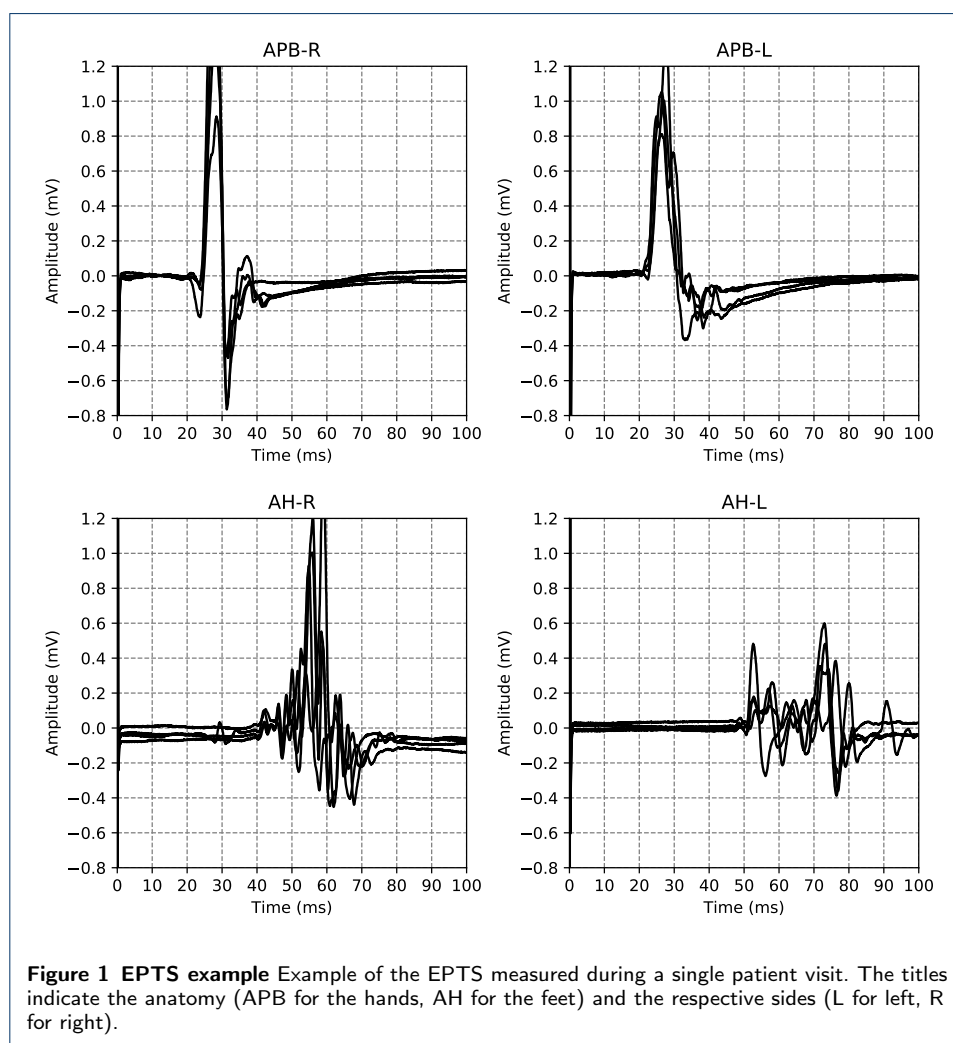 APB-R
APB-L
1.2
1.0
0.8
0.6
0.4
0.2
0.0
−0.2
−0.4
−0.6
−0.8
Amplitude (mV)
0 10 20 30 40 50 60 70 80 90 100
Time (ms)
1.2
1.0
0.8
0.6
0.4
0.2
0.0
−0.2
−0.4
−0.6
−0.8
Amplitude (mV)
0 10 20 30 40 50 60 70 80 90 100
Time (ms)
AH-R
AH-L
1.2
1.0
0.8
0.6
0.4
0.2
0.0
−0.2
−0.4
−0.6
−0.8
Amplitude (mV)
0 10 20 30 40 50 60 70 80 90 100
Time (ms)
1.2
1.0
0.8
0.6
0.4
0.2
0.0
−0.2
−0.4
−0.6
−0.8
Amplitude (mV)
0 10 20 30 40 50 60 70 80 90 100
Time (ms)
Figure 1 EPTS example Example of the EPTS measured during a single patient visit. The titles
indicate the anatomy (APB for the hands, AH for the feet) and the respective sides (L for left, R
for right).